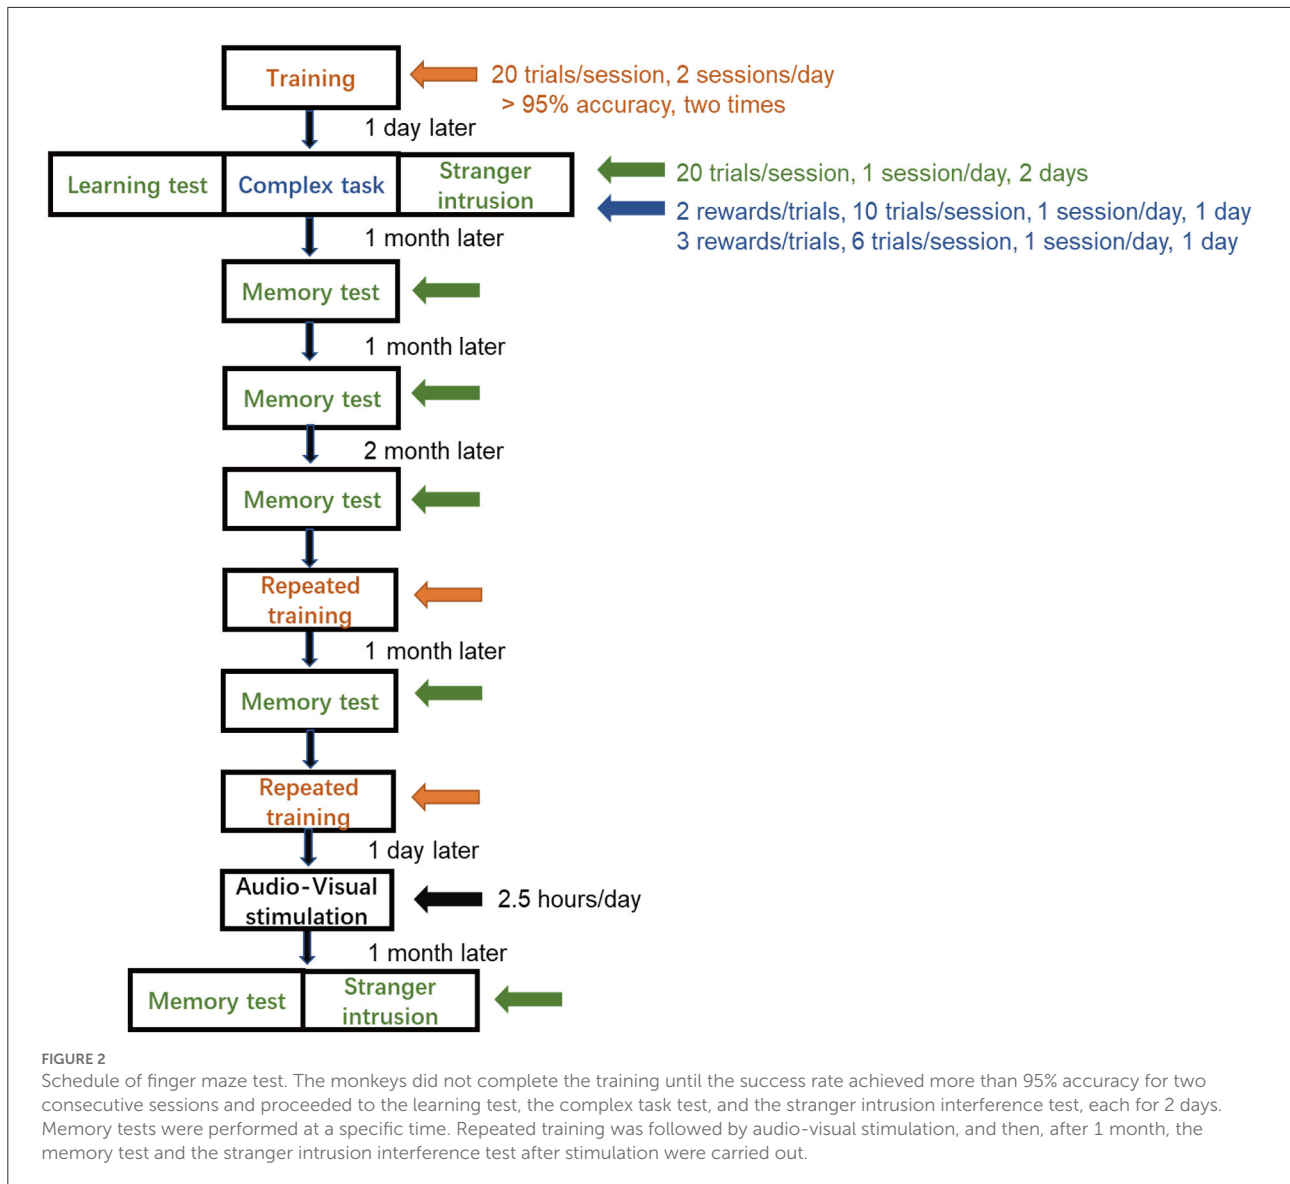 Training
20 trials/session, 2 sessions/day
> 95% accuracy, two times
1 day later
Learning test
Complex task
Stranger
intrusion
20 trials/session, 1 session/day, 2 days
2 rewards/trials, 10 trials/session, 1 session/day, 1 day
3 rewards/trials, 6 trials/session, 1 session/day, 1 day
1 month later
Memory test
1 month later
Memory test
2 month later
Memory test
Repeated
training
1 month later
Memory test
Repeated
training
1 day later
Audio-Visual
stimulation
2.5 hours/day
1 month later
Memory test
Stranger
intrusion
FIGURE 2
Schedule of finger maze test. The monkeys did not complete the training until the success rate achieved more than 95% accuracy for two
consecutive sessions and proceeded to the learning test, the complex task test, and the stranger intrusion interference test, each for 2 days.
Memory tests were performed at a specific time. Repeated training was followed by audio-visual stimulation, and then, after 1 month, the
memory test and the stranger intrusion interference test after stimulation were carried out.